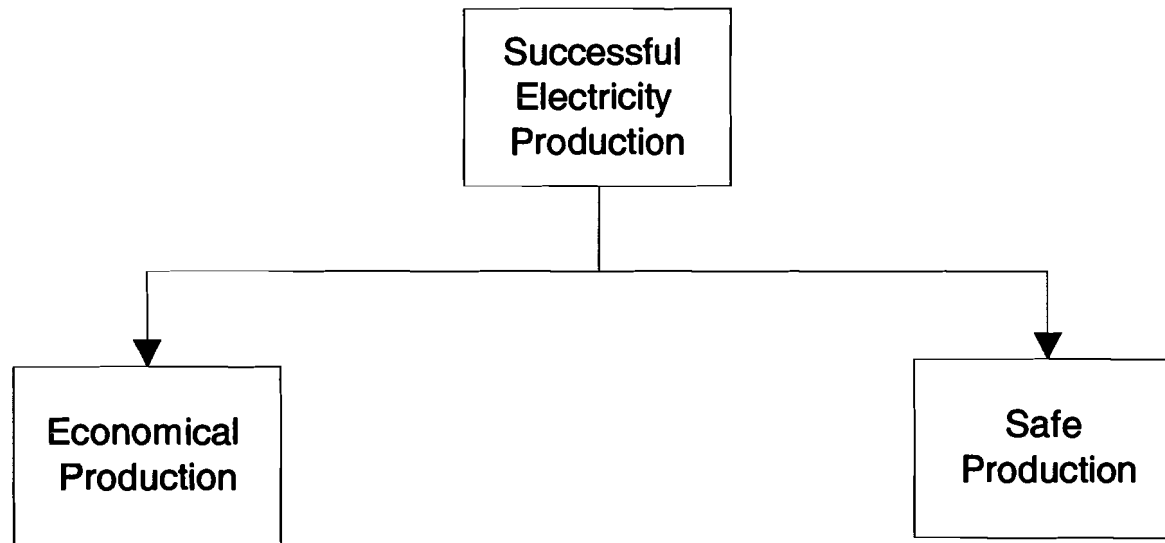 Successful
Electricity
Production
Economical
Production
Safe
Production